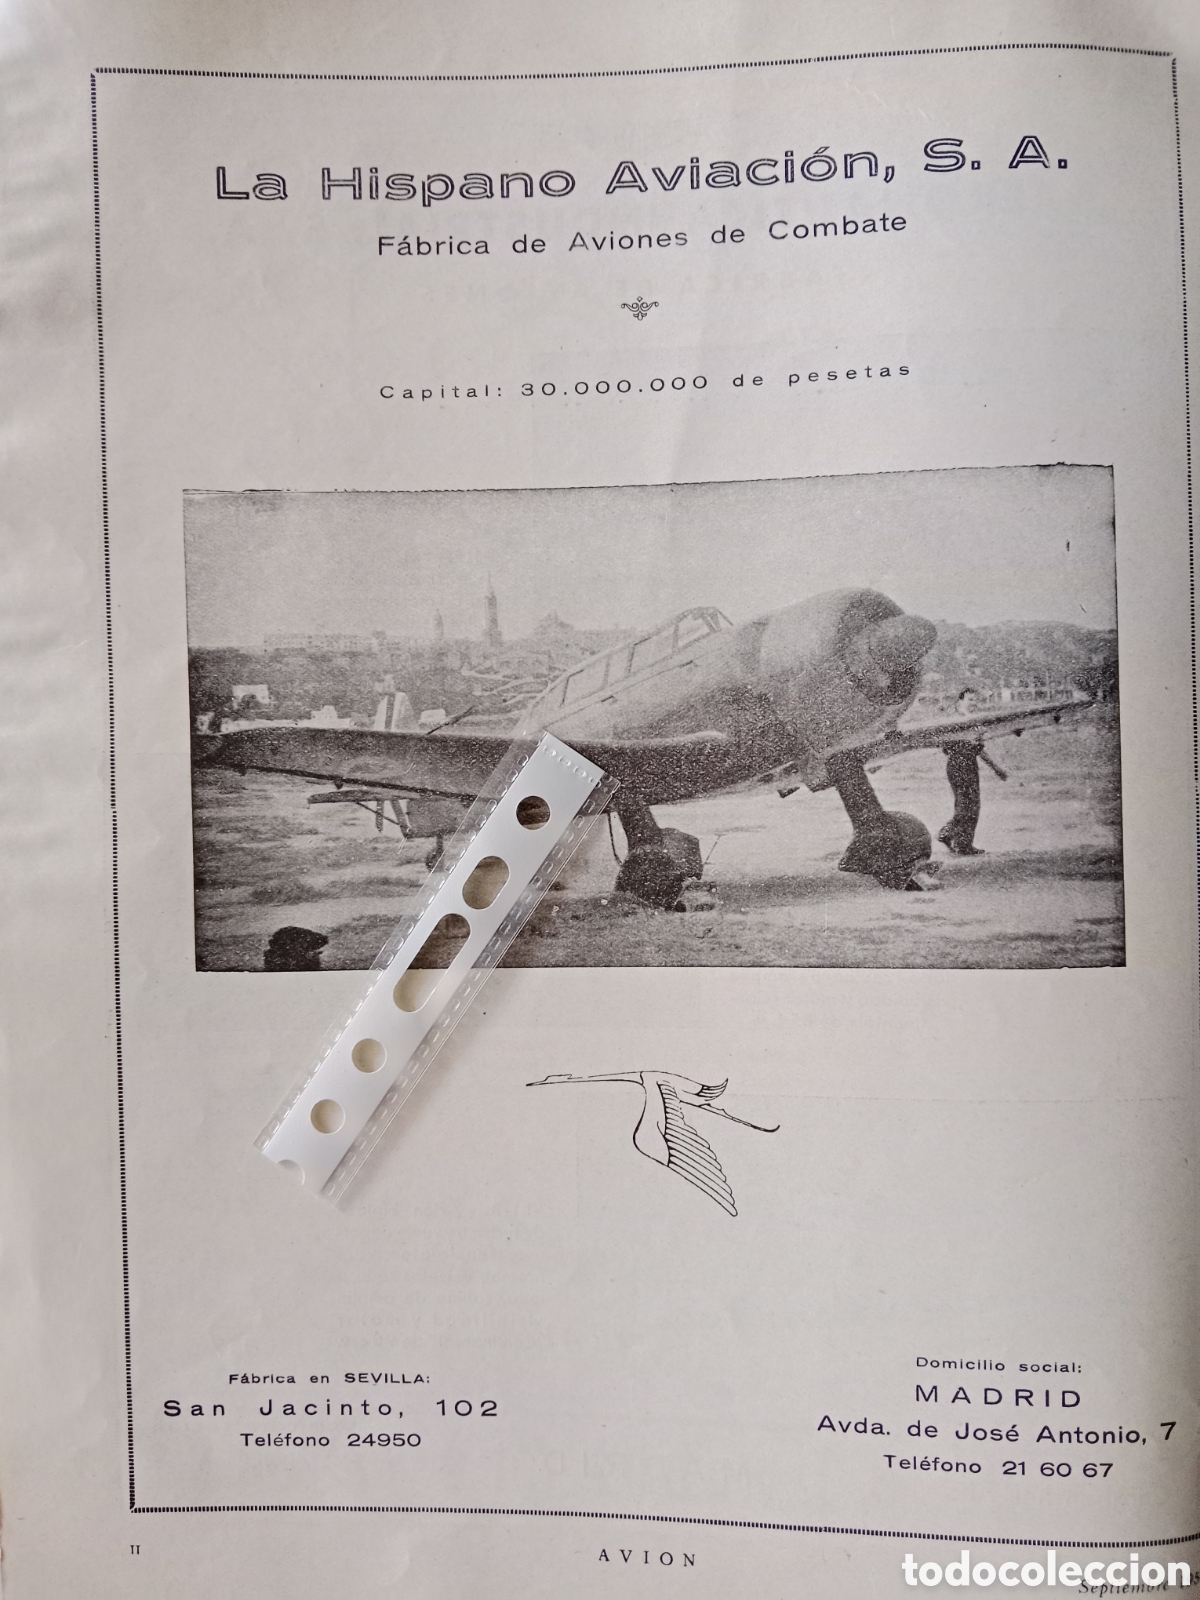 La Hispano Aviación, S. A.
Fábrica de Aviones de Combate
Capital: 30.000.000 de pesetas
Fábrica en SEVILLA:
San Jacinto, 102
Teléfono 24950
Domicilio social:
MADRID
Avda. de José Antonio, 7
Teléfono 21 60 67
II
AVION
Septiembre
todocoleccion